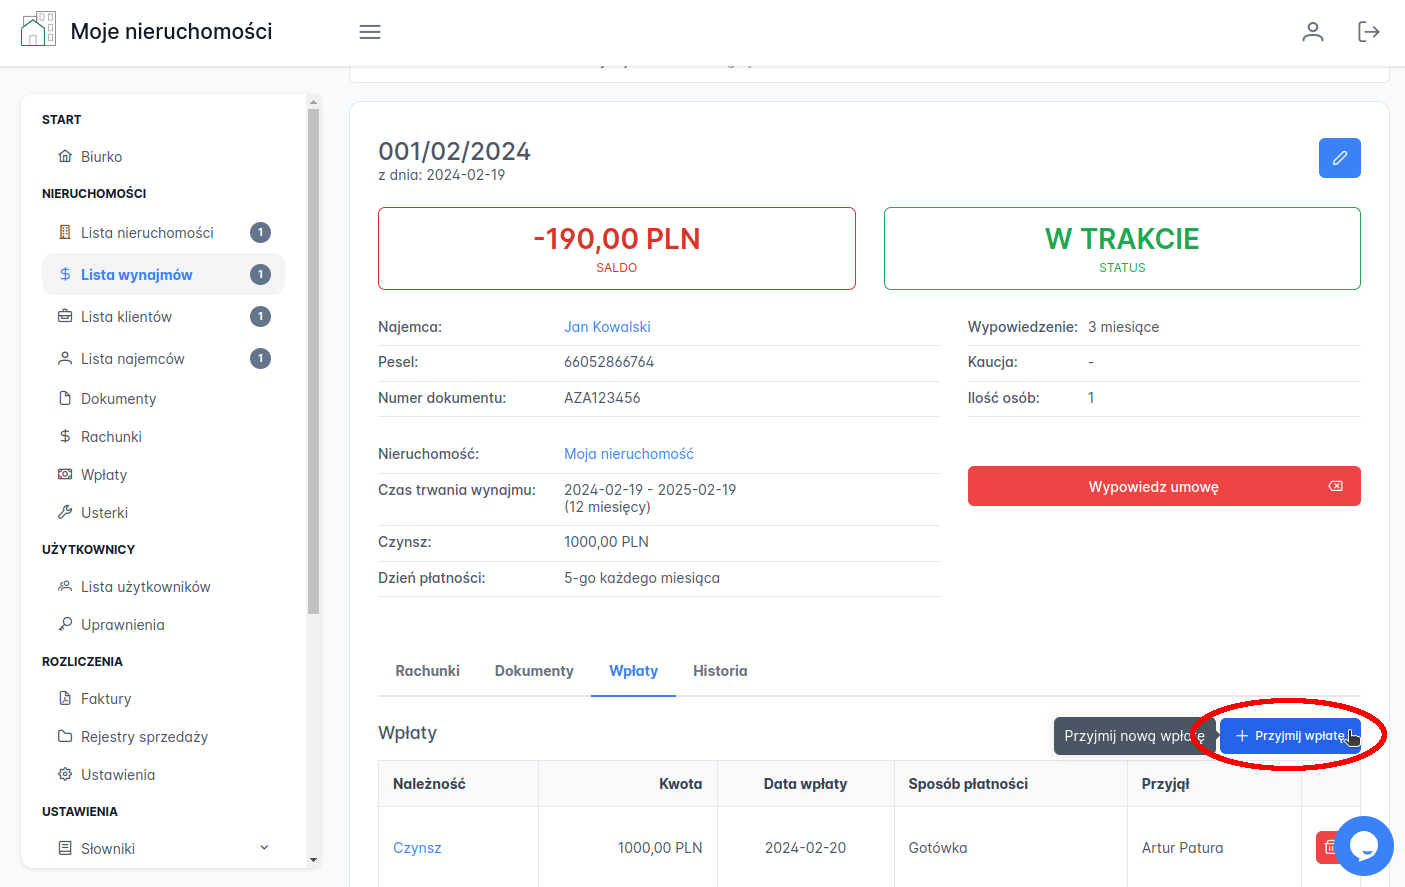 Moje nieruchomości
START
Biurko
NIERUCHOMOŚCI
Lista nieruchomości 1
Lista wynajmów 1
Lista klientów 1
Lista najemców 1
Dokumenty
Rachunki
Wpłaty
Usterki
UŻYTKOWNICY
Lista użytkowników
Uprawnienia
ROZLICZENIA
Faktury
Rejestry sprzedaży
Ustawienia
USTAWIENIA
Słowniki
001/02/2024
z dnia: 2024-02-19
-190,00 PLN
SALDO
W TRAKCIE
STATUS
Najemca: Jan Kowalski
Pesel: 66052866764
Numer dokumentu: AZA123456
Nieruchomość: Moja nieruchomość
Czas trwania wynajmu: 2024-02-19 - 2025-02-19
(12 miesięcy)
Czynsz: 1000,00 PLN
Dzień płatności: 5-go każdego miesiąca
Wypowiedzenie: 3 miesiące
Kaucja: -
Ilość osób: 1
Wypowiedz umowę
Rachunki Dokumenty Wpłaty Historia
Wpłaty
Przyjmij nową wpłatę
Przyjmij wpłatę
Należność Kwota Data wpłaty Sposób płatności Przyjął
Czynsz 1000,00 PLN 2024-02-20 Gotówka Artur Patura